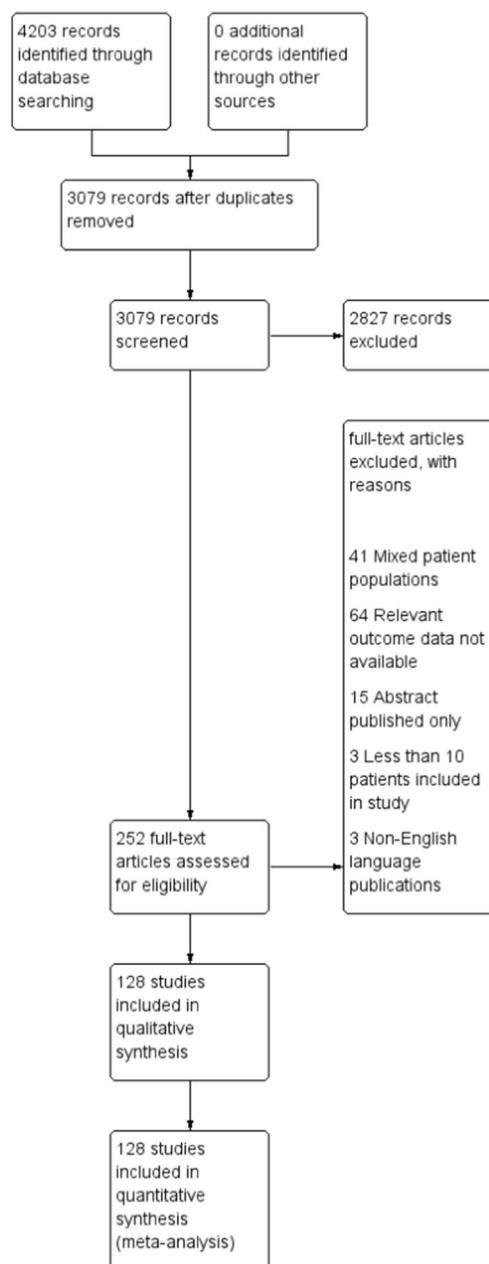 4203 records
identified through
database
searching
0 additional
records identified
through other
sources
3079 records after duplicates
removed
3079 records
screened
2827 records
excluded
full-text articles
excluded, with
reasons
41 Mixed patient
populations
64 Relevant
outcome data not
available
15 Abstract
published only
3 Less than 10
patients included
in study
3 Non-English
language
publications
252 full-text
articles assessed
for eligibility
128 studies
included in
qualitative
synthesis
128 studies
included in
quantitative
synthesis
(meta-analysis)